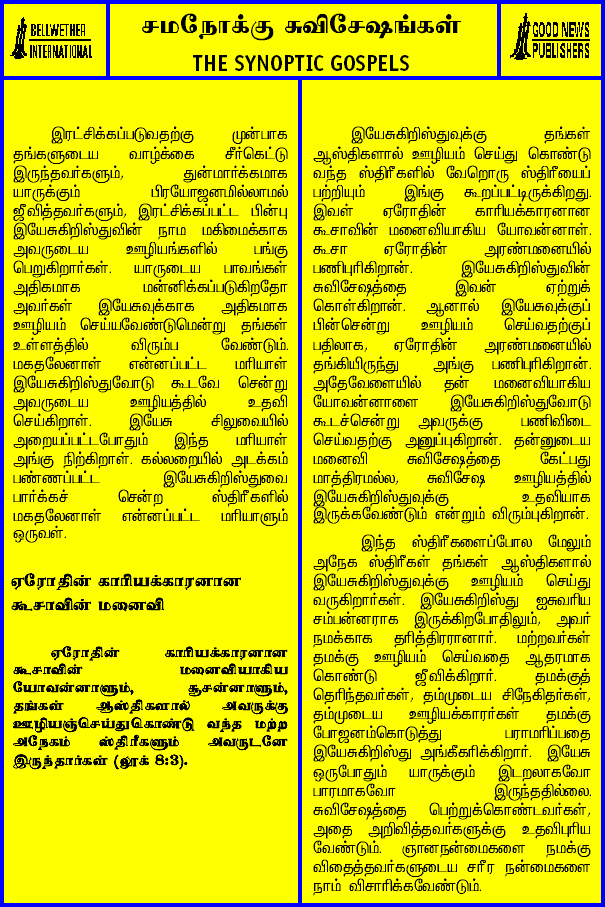 BELLWETHER
INTERNATIONAL
சமநோக்கு சுவிசேஷங்கள்
THE SYNOPTIC GOSPELS
GOOD NEWS
PUBLISHERS
இரட்சிக்கப்படுவதற்கு முன்பாக
தங்களுடைய வாழ்க்கை சீர்கெட்டு
இருந்தவர்களும், துன்மார்க்கமாக
யாருக்கும் பிரயோஜனமில்லாமல்
ஜீவித்தவர்களும், இரட்சிக்கப்பட்ட பின்பு
இயேசுகிறிஸ்துவின் நாம மகிமைக்காக
அவருடைய ஊழியங்களில் பங்கு
பெறுகிறார்கள். யாருடைய பாவங்கள்
அதிகமாக மன்னிக்கப்படுகிறதோ
அவர்கள் இயேசுவுக்காக அதிகமாக
ஊழியம் செய்யவேண்டுமென்று தங்கள்
உள்ளத்தில் விரும்ப வேண்டும்.
மகதலேனாள் என்னப்பட்ட மரியாள்
இயேசுகிறிஸ்துவோடு கூடவே சென்று
அவருடைய ஊழியத்தில் உதவி
செய்கிறாள். இயேசு சிலுவையில்
அறையப்பட்டபோதும் இந்த மரியாள்
அங்கு நிற்கிறாள். கல்லறையில் அடக்கம்
பண்ணப்பட்ட இயேசுகிறிஸ்துவை
பார்க்கச் சென்ற ஸ்திரீகளில்
மகதலேனாள் என்னப்பட்ட மரியாளும்
ஒருவள்.
ஏரோதின் காரியக்காரனான
கூசாவின் மனைவி
ஏரோதின் காரியக்காரனான
கூசாவின் மனைவியாகிய
யோவன்னாளும், சூசன்னாளும்,
தங்கள் ஆஸ்திகளால் அவருக்கு
ஊழியஞ்செய்துகொண்டு வந்த மற்ற
அநேகம் ஸ்திரீகளும் அவருடனே
இருந்தார்கள் (லூக் 8:3).
இயேசுகிறிஸ்துவுக்கு தங்கள்
ஆஸ்திகளால் ஊழியம் செய்து கொண்டு
வந்த ஸ்திரீகளில் வேறொரு ஸ்திரீயைப்
பற்றியும் இங்கு கூறப்பட்டிருக்கிறது.
இவள் ஏரோதின் காரியக்காரனான
கூசாவின் மனைவியாகிய யோவன்னாள்.
கூசா ஏரோதின் அரண்மனையில்
பணிபுரிகிறான். இயேசுகிறிஸ்துவின்
சுவிசேஷத்தை இவன் ஏற்றுக்
கொள்கிறான். ஆனால் இயேசுவுக்குப்
பின்சென்று ஊழியம் செய்வதற்குப்
பதிலாக, ஏரோதின் அரண்மனையில்
தங்கியிருந்து அங்கு பணிபுரிகிறான்.
அதேவேளையில் தன் மனைவியாகிய
யோவன்னாளை இயேசுகிறிஸ்துவோடு
கூடச்சென்று அவருக்கு பணிவிடை
செய்வதற்கு அனுப்புகிறான். தன்னுடைய
மனைவி சுவிசேஷத்தை கேட்பது
மாத்திரமல்ல, சுவிசேஷ ஊழியத்தில்
இயேசுகிறிஸ்துவுக்கு உதவியாக
இருக்கவேண்டும் என்றும் விரும்புகிறான்.
இந்த ஸ்திரீகளைப்போல மேலும்
அநேக ஸ்திரீகள் தங்கள் ஆஸ்திகளால்
இயேசுகிறிஸ்துவுக்கு ஊழியம் செய்து
வருகிறார்கள். இயேசுகிறிஸ்து ஐசுவரிய
சம்பன்னராக இருக்கிறபோதிலும், அவர்
நமக்காக தரித்திரரானார். மற்றவர்கள்
தமக்கு ஊழியம் செய்வதை ஆதரமாக
கொண்டு ஜீவிக்கிறார். தமக்குத்
தெரிந்தவர்கள், தம்முடைய சிநேகிதர்கள்,
தம்முடைய ஊழியக்காரர்கள் தமக்கு
போஜனம்கொடுத்து பராமரிப்பதை
இயேசுகிறிஸ்து அங்கீகரிக்கிறார். இயேசு
ஒருபோதும் யாருக்கும் இடறலாகவோ
பாரமாகவோ இருந்ததில்லை.
சுவிசேஷத்தை பெற்றுக்கொண்டவர்கள்,
அதை அறிவித்தவர்களுக்கு உதவிபுரிய
வேண்டும். ஞானநன்மைகளை நமக்கு
விதைத்தவர்களுடைய சரீர நன்மைகளை
நாம் விசாரிக்கவேண்டும்.